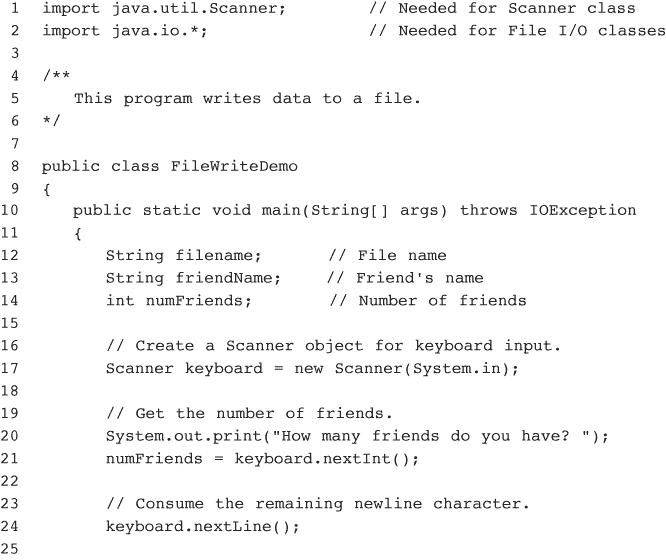 1 import java.util.Scanner; // Needed for Scanner class
2 import java.io.*; // Needed for File I/O classes
3
4 /**
5 This program writes data to a file.
6 */
7
8 public class FileWriteDemo
9 {
10 public static void main(String[] args) throws IOException
11 {
12 String filename; // File name
13 String friendName; // Friend's name
14 int numFriends; // Number of friends
15
16 // Create a Scanner object for keyboard input.
17 Scanner keyboard = new Scanner(System.in);
18
19 // Get the number of friends.
20 System.out.print("How many friends do you have? ");
21 numFriends = keyboard.nextInt();
22
23 // Consume the remaining newline character.
24 keyboard.nextLine();
25